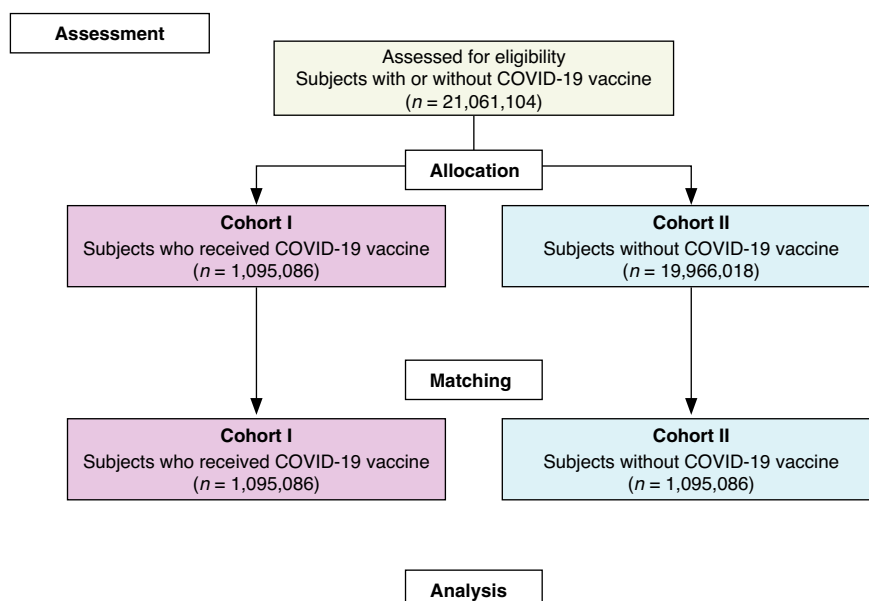 Assessment
Assessed for eligibility
Subjects with or without COVID-19 vaccine
(n = 21,061,104)
Allocation
Cohort I
Subjects who received COVID-19 vaccine
(n = 1,095,086)
Cohort II
Subjects without COVID-19 vaccine
(n = 19,966,018)
Matching
Cohort I
Subjects who received COVID-19 vaccine
(n = 1,095,086)
Cohort II
Subjects without COVID-19 vaccine
(n = 1,095,086)
Analysis